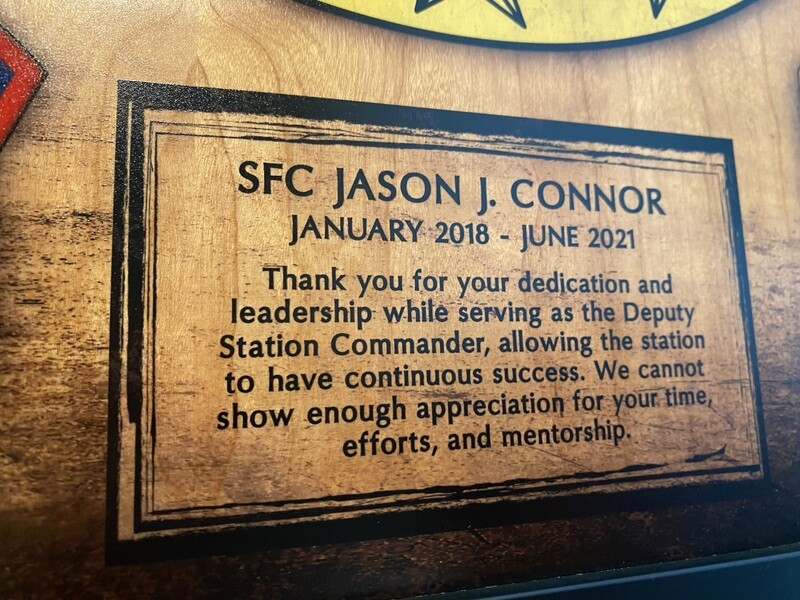 SFC JASON J. CONNOR
JANUARY 2018 - JUNE 2021
Thank you for your dedication and
leadership while serving as the Deputy
Station Commander, allowing the station
to have continuous success. We cannot
show enough appreciation for your time,
efforts, and mentorship.